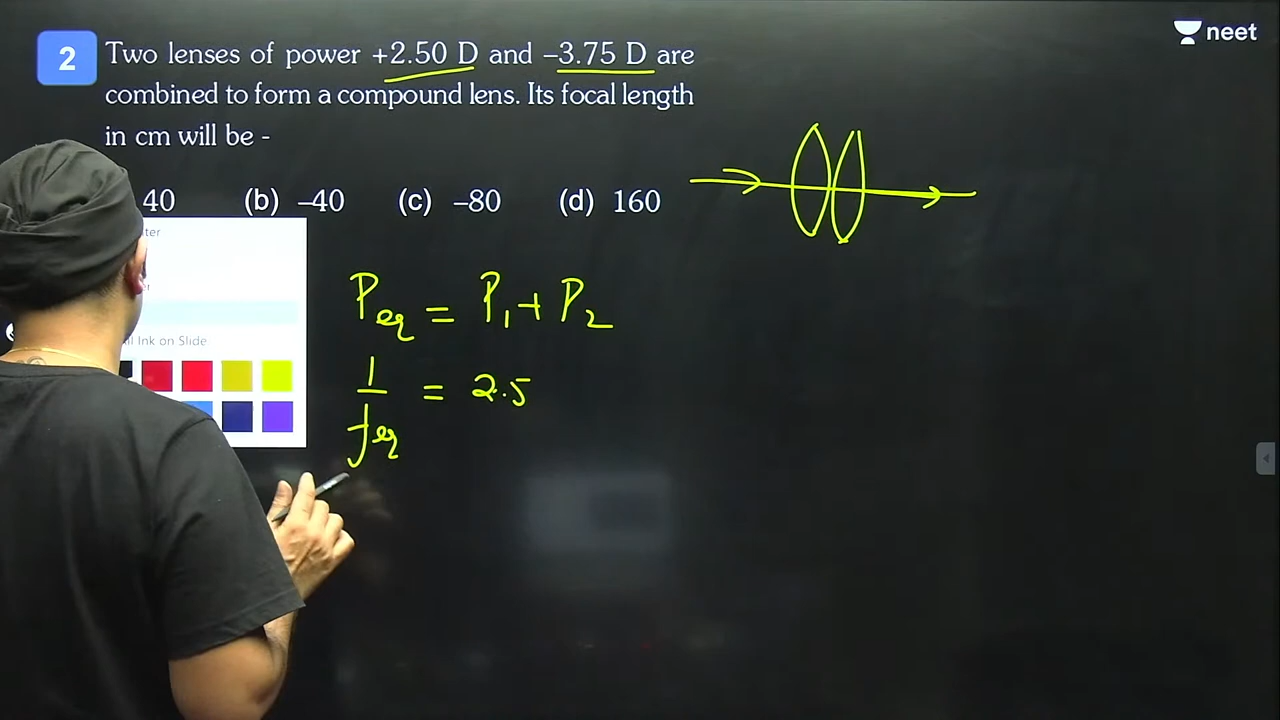 neet
2
Two lenses of power +2.50 D and –3.75 D are
combined to form a compound lens. Its focal length
in cm will be -
40 (b) –40 (c) –80 (d) 160
Ink on Slide
P_eq = P_1 + P_2
1/f_eq = 2.5